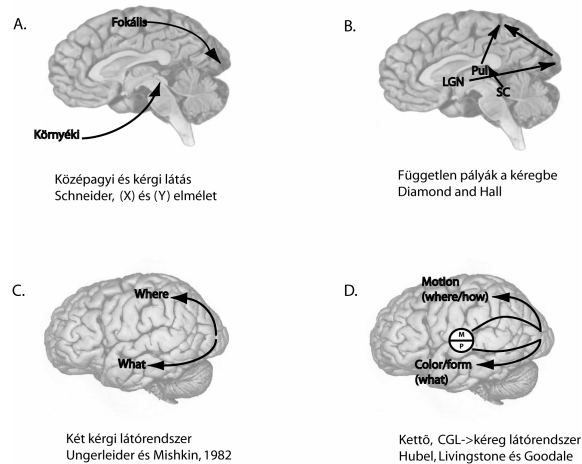 A.
Fokális
Környéki
Középagyi és kérgi látás
Schneider, (X) és (Y) elmélet
B.
Pul
LGN
SC
Független pályák a kéregbe
Diamond and Hall
C.
Where
What
Két kérgi látórendszer
Ungerleider és Mishkin, 1982
D.
Motion
(where/how)
M
P
Color/form
(what)
Kettõ, CGL->kéreg látórendszer
Hubel, Livingstone és Goodale